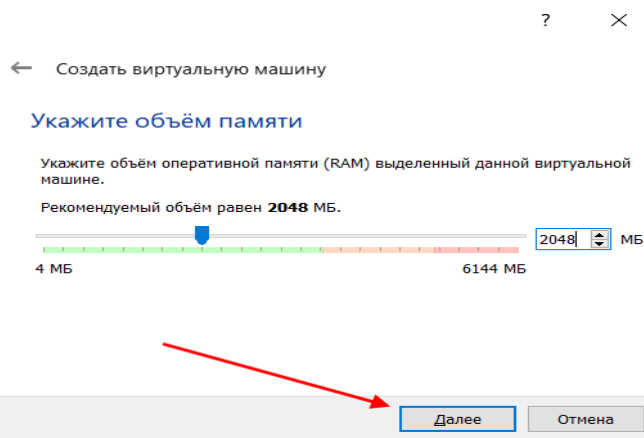 ?
Создать виртуальную машину
Укажите объём памяти
Укажите объём оперативной памяти (RAM) выделенный данной виртуальной
машине.
Рекомендуемый объём равен 2048 МБ.
2048 МБ
4 МБ 6144 МБ
Далее Отмена